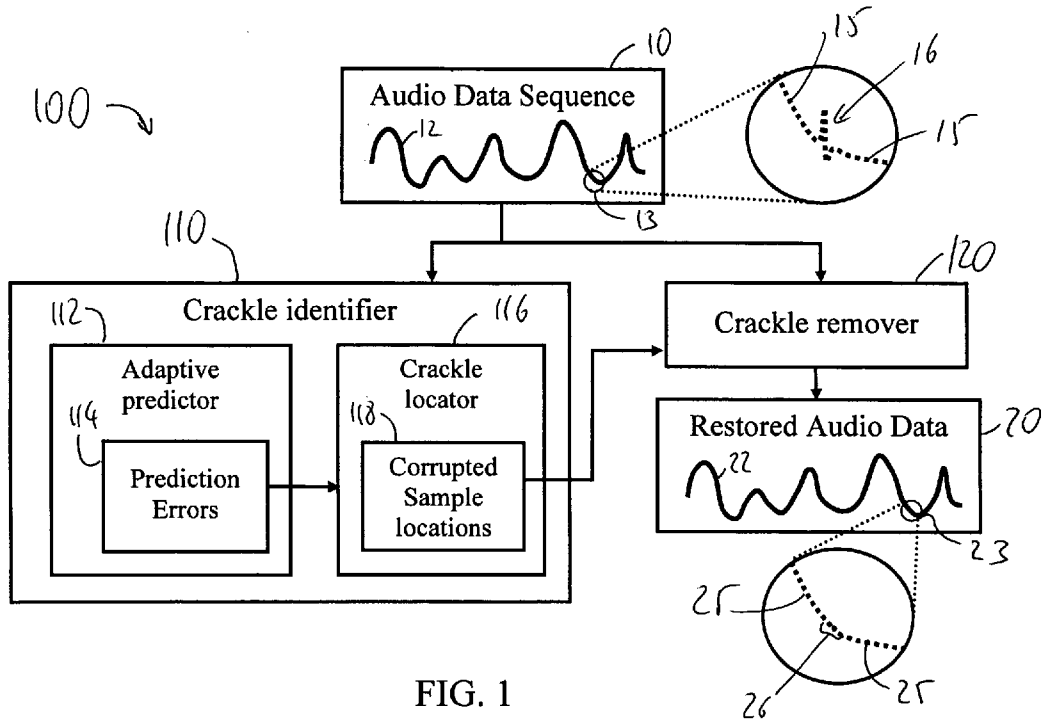 100
10
Audio Data Sequence
12
13
15
16
15
110
Crackle identifier
112
Adaptive
predictor
114
Prediction
Errors
116
Crackle
locator
118
Corrupted
Sample
locations
120
Crackle remover
20
Restored Audio Data
22
23
25
26
25
FIG. 1